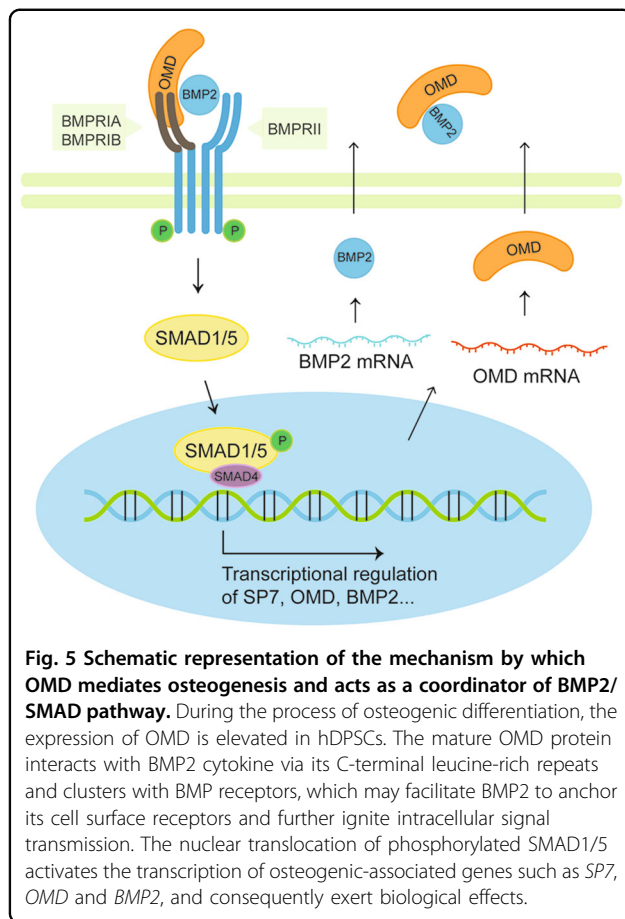 OMD
BMP2
BMPRIA
BMPRIB
BMPRII
P
P
OMD
BMP2
BMP2
OMD
SMAD1/5
BMP2 mRNA
OMD mRNA
SMAD1/5
P
SMAD4
Transcriptional regulation
of SP7, OMD, BMP2...
Fig. 5 Schematic representation of the mechanism by which
OMD mediates osteogenesis and acts as a coordinator of BMP2/
SMAD pathway. During the process of osteogenic differentiation, the
expression of OMD is elevated in hDPSCs. The mature OMD protein
interacts with BMP2 cytokine via its C-terminal leucine-rich repeats
and clusters with BMP receptors, which may facilitate BMP2 to anchor
its cell surface receptors and further ignite intracellular signal
transmission. The nuclear translocation of phosphorylated SMAD1/5
activates the transcription of osteogenic-associated genes such as SP7,
OMD and BMP2, and consequently exert biological effects.